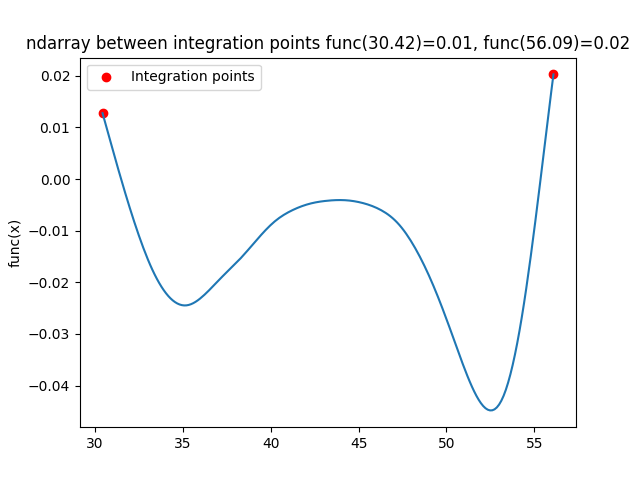 ndarray between integration points func(30.42)=0.01, func(56.09)=0.02
Integration points
0.02
0.01
0.00
−0.01
−0.02
−0.03
−0.04
func(x)
30 35 40 45 50 55